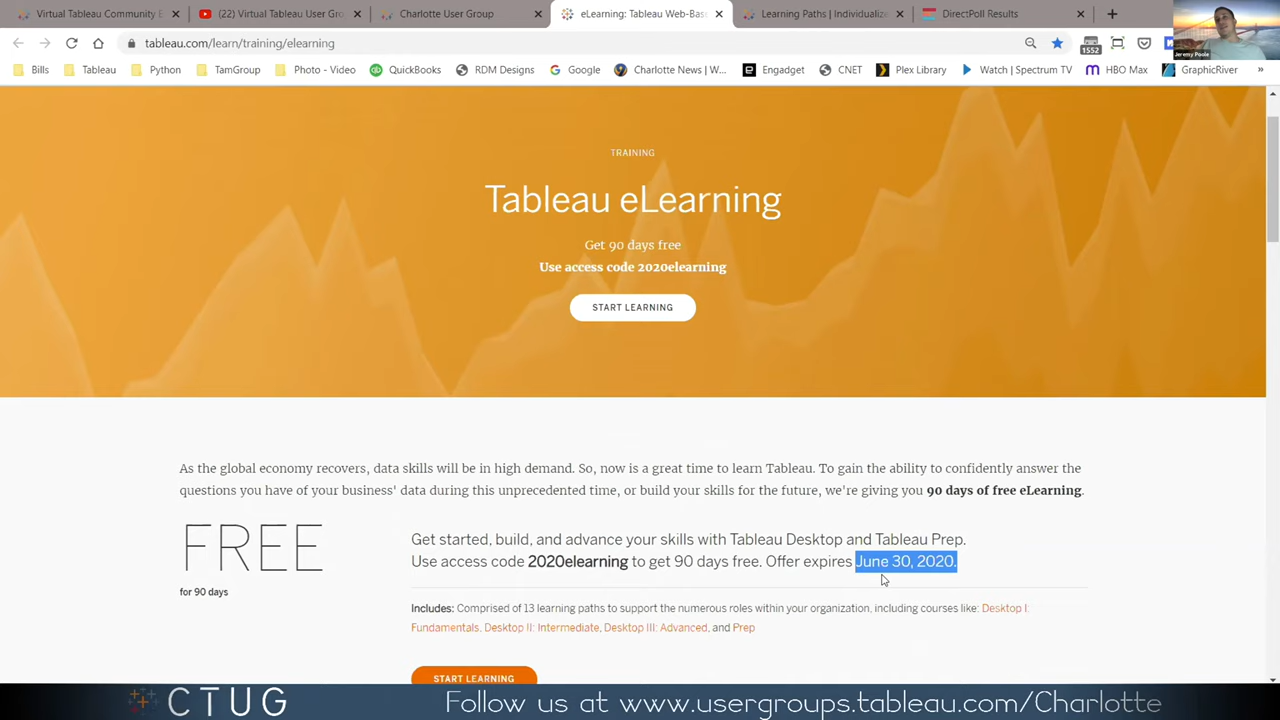 Virtual Tableau Community E
(22) Virtual Tableau User Gro
Charlotte User Group
eLearning: Tableau Web-Bas
Learning Paths | Individualize
DirectPoll Results
tableau.com/learn/training/elearning
1552
Jeremy Poole
Bills
Tableau
Python
TamGroup
Photo - Video
QuickBooks
RDM Designs
Google
Charlotte News | W...
Engadget
CNET
Plex Library
Watch | Spectrum TV
HBO Max
GraphicRiver
»
TRAINING
Tableau eLearning
Get 90 days free
Use access code 2020elearning
START LEARNING
As the global economy recovers, data skills will be in high demand. So, now is a great time to learn Tableau. To gain the ability to confidently answer the
questions you have of your business' data during this unprecedented time, or build your skills for the future, we're giving you 90 days of free eLearning.
FREE
for 90 days
Get started, build, and advance your skills with Tableau Desktop and Tableau Prep.
Use access code 2020elearning to get 90 days free. Offer expires June 30, 2020.
Includes: Comprised of 13 learning paths to support the numerous roles within your organization, including courses like: Desktop I:
Fundamentals, Desktop II: Intermediate, Desktop III: Advanced, and Prep
START LEARNING
CTUG
Follow us at www.usergroups.tableau.com/Charlotte